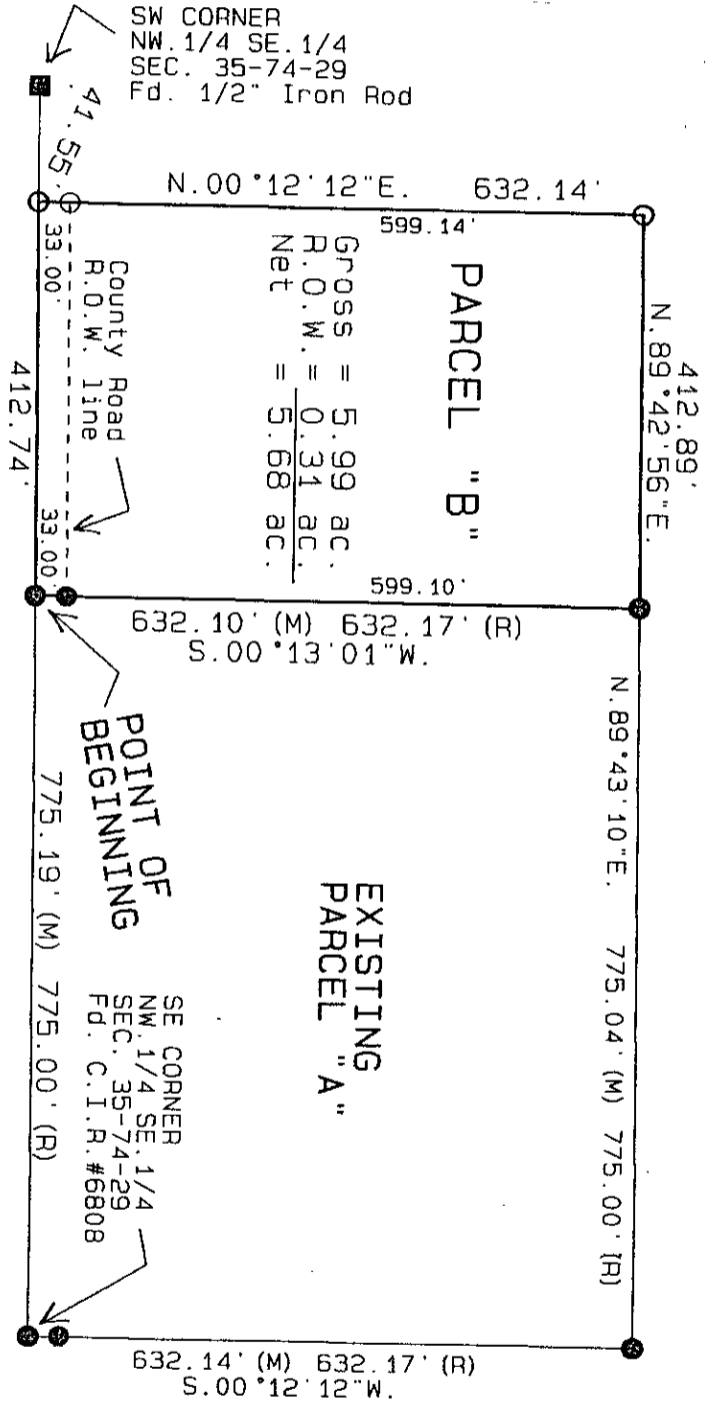 SW CORNER
NW.1/4 SE.1/4
SEC. 35-74-29
Fd. 1/2" Iron Rod
41.55'
N.00°12'12"E. 632.14'
599.14'
412.89'
N.89°42'56"E.
PARCEL "B"
Gross = 5.99 ac.
R.O.W.= 0.31 ac.
Net = 5.68 ac.
County Road
R.O.W. line
33.00'
33.00'
412.74'
599.10'
632.10'(M) 632.17'(R)
S.00°13'01"W.
POINT OF
BEGINNING
N.89°43'10"E. 775.04'(M) 775.00'(R)
EXISTING
PARCEL "A"
775.19'(M) 775.00'(R)
SE CORNER
NW.1/4 SE.1/4
SEC. 35-74-29
Fd. C.I.R.#6808
632.14'(M) 632.17'(R)
S.00°12'12"W.